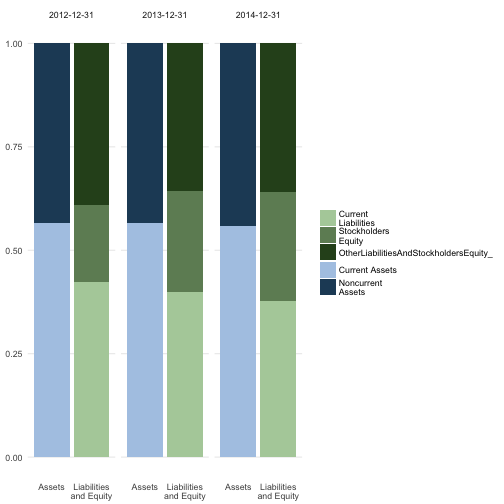 2012-12-31
2013-12-31
2014-12-31
1.00
0.75
0.50
0.25
0.00
Current
Liabilities
Stockholders
Equity
OtherLiabilitiesAndStockholdersEquity_
Current Assets
Noncurrent
Assets
Assets
Liabilities
and Equity
Assets
Liabilities
and Equity
Assets
Liabilities
and Equity